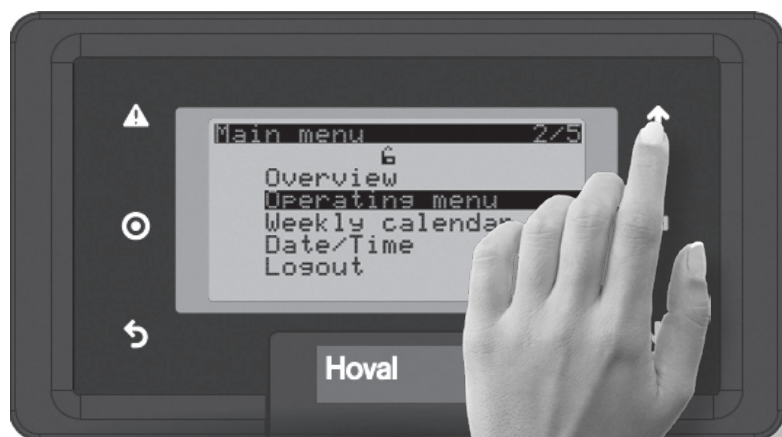 Main menu 2/5
Overview
Operating menu
Weekly calendar
Date/Time
Logout
Hoval